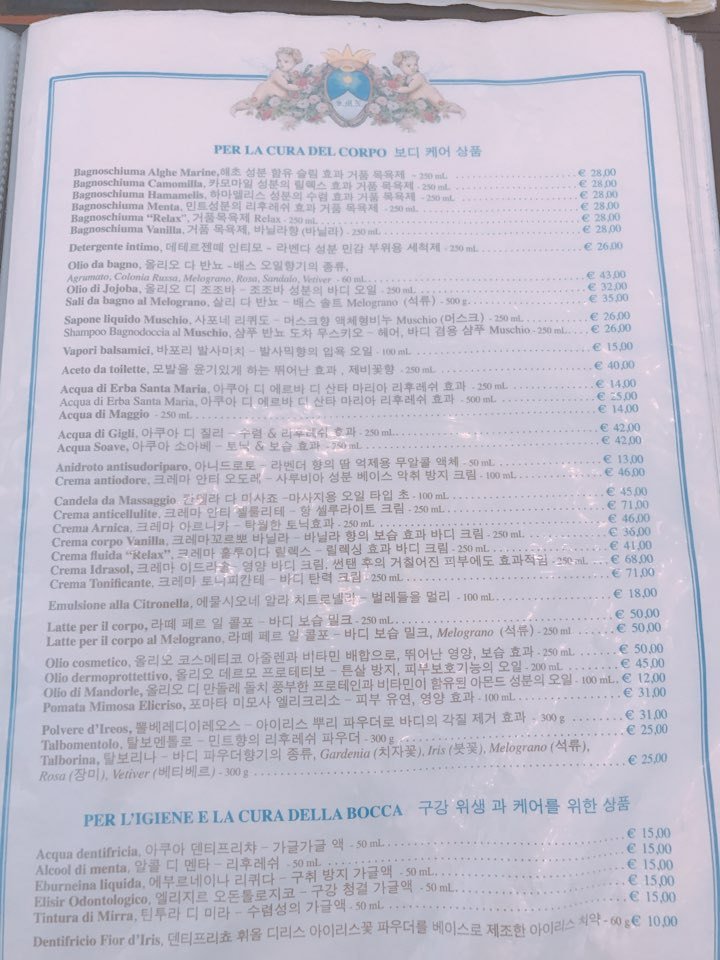 S. M. N.
PER LA CURA DEL CORPO 보디 케어 상품
Bagnoschiuma Alghe Marine,해초 성분 함유 슬림 효과 거품 목욕제 - 250 mL € 28,00
Bagnoschiuma Camomilla, 카모마일 성분의 릴렉스 효과 거품 목욕제 - 250 mL € 28,00
Bagnoschiuma Hamamelis, 하마멜리스 성분의 수렴 효과 거품 목욕제 - 250 mL € 28,00
Bagnoschiuma Menta, 민트성분의 리후레쉬 효과 거품 목욕제 - 250 mL € 28,00
Bagnoschiuma "Relax", 거품목욕제 Relax - 250 mL € 28,00
Bagnoschiuma Vanilla, 거품 목욕제, 바닐라향 (바닐라) - 250 mL € 28,00
Detergente intimo, 데테르젠떼 인티모 - 라벤다 성분 민감 부위용 세척제 - 250 mL € 26,00
Olio da bagno, 올리오 다 반뇨 - 배스 오일향기의 종류,
Agrumato, Colonia Russa, Melograno, Rosa, Sandalo, Vetiver - 60 mL € 43,00
Olio di Jojoba, 올리오 디 조조바 - 조조바 성분의 바디 오일 - 250 mL € 32,00
Sali da bagno al Melograno, 살리 다 반뇨 - 배스 솔트 Melograno (석류) - 500 g € 35,00
Sapone liquido Muschio, 사포네 리퀴도 - 머스크향 액체형비누 Muschio (머스크) - 250 mL € 26,00
Shampoo Bagnodoccia al Muschio, 샴푸 반뇨 도챠 무스키오 - 헤어, 바디 겸용 샴푸 Muschio - 250 mL € 26,00
Vapori balsamici, 바포리 발사미치 - 발사믹향의 입욕 오일 - 100 mL € 15,00
Aceto da toilette, 모발을 윤기있게 하는 뛰어난 효과 , 제비꽃향 - 250 mL € 40,00
Acqua di Erba Santa Maria, 아쿠아 디 에르바 디 산타 마리아 리후레쉬 효과 - 250 mL € 14,00
Acqua di Erba Santa Maria, 아쿠아 디 에르바 디 산타 마리아 리후레쉬 효과 - 500 mL € 25,00
Acqua di Maggio - 250 mL € 14,00
Acqua di Gigli, 아쿠아 디 질리 - 수렴 & 리후레쉬 효과 - 250 mL € 42,00
Acqua Soave, 아쿠아 소아베 - 토닉 & 보습 효과 - 250 mL € 42,00
Anidroto antisudoriparo, 아니드로토 - 라벤더 향의 땀 억제용 무알콜 액체 - 50 mL € 13,00
Crema antiodore, 크레마 안티 오도레 - 사루비아 성분 베이스 악취 방지 크림 - 100 mL € 46,00
Candela da Massaggio, 칸델라 다 미사죠 - 마사지용 오일 타입 초 - 100 mL € 45,00
Crema anticellulite, 크레마 안티 첼룰리테 - 항 셀루라이트 크림 - 250 mL € 71,00
Crema Arnica, 크레마 아르니카 - 탁월한 토닉효과 - 250 mL € 46,00
Crema corpo Vanilla, 크레마꼬르뽀 바닐라 - 바닐라 향의 보습 효과 바디 크림 - 250 mL € 36,00
Crema fluida "Relax", 크레마 훌루이다 릴렉스 - 릴렉싱 효과 바디 크림 - 250 mL € 41,00
Crema Idrasol, 크레마 이드라솔 - 영양 바디 크림, 썬탠 후의 거칠어진 피부에도 효과적임 - 250 mL € 68,00
Crema Tonificante, 크레마 토니피칸테 - 바디 탄력 크림 - 250 mL € 71,00
Emulsione alla Citronella, 에물시오네 알라 치트로넬라 - 벌레들을 멀리 - 100 mL € 18,00
Latte per il corpo, 라떼 페르 일 콜포 - 바디 보습 밀크 - 250 mL € 50,00
Latte per il corpo al Melograno, 라떼 페르 일 콜포 - 바디 보습 밀크, Melograno (석류) - 250 ml € 50,00
Olio cosmetico, 올리오 코스메티코 아줄렌과 비타민 배합으로, 뛰어난 영양, 보습 효과 - 250 mL € 50,00
Olio dermoprottettivo, 올리오 데르모 프로테티보 - 튼살 방지, 피부보호기능의 오일 - 200 mL € 45,00
Olio di Mandorle, 올리오 디 만돌레 돌치 풍부한 프로테인과 비타민이 함유된 아몬드 성분의 오일 - 100 mL € 12,00
Pomata Mimosa Elicriso, 포마타 미모사 엘리크리소 - 피부 유연, 영양 효과 - 100 mL € 31,00
Polvere d'Ireos, 뽈베레디이레오스 - 아이리스 뿌리 파우더로 바디의 각질 제거 효과 - 300 g € 31,00
Talbomentolo, 탈보멘톨로 - 민트향의 리후레쉬 파우더 - 300 g € 25,00
Talborina, 탈보리나 - 바디 파우더향기의 종류, Gardenia (치자꽃), Iris (붓꽃), Melograno (석류),
Rosa (장미), Vetiver (베티베르) - 300 g € 25,00
PER L'IGIENE E LA CURA DELLA BOCCA 구강 위생 과 케어를 위한 상품
Acqua dentifricia, 아쿠아 덴티프리챠 - 가글가글 액 - 50 mL € 15,00
Alcool di menta, 알콜 디 멘타 - 리후레쉬 - 50 mL € 15,00
Eburneina liquida, 에부르네이나 리퀴다 - 구취 방지 가글액 - 50 mL € 15,00
Elisir Odontologico, 엘리지르 오돈톨로지코 - 구강 청결 가글액 - 50 mL € 15,00
Tintura di Mirra, 틴투라 디 미라 - 수렴성의 가글액 - 50 mL € 15,00
Dentifricio Fior d'Iris, 덴티프리쵸 휘올 디리스 아이리스꽃 파우더를 베이스로 제조한 아이리스 치약 - 60 g € 10,00